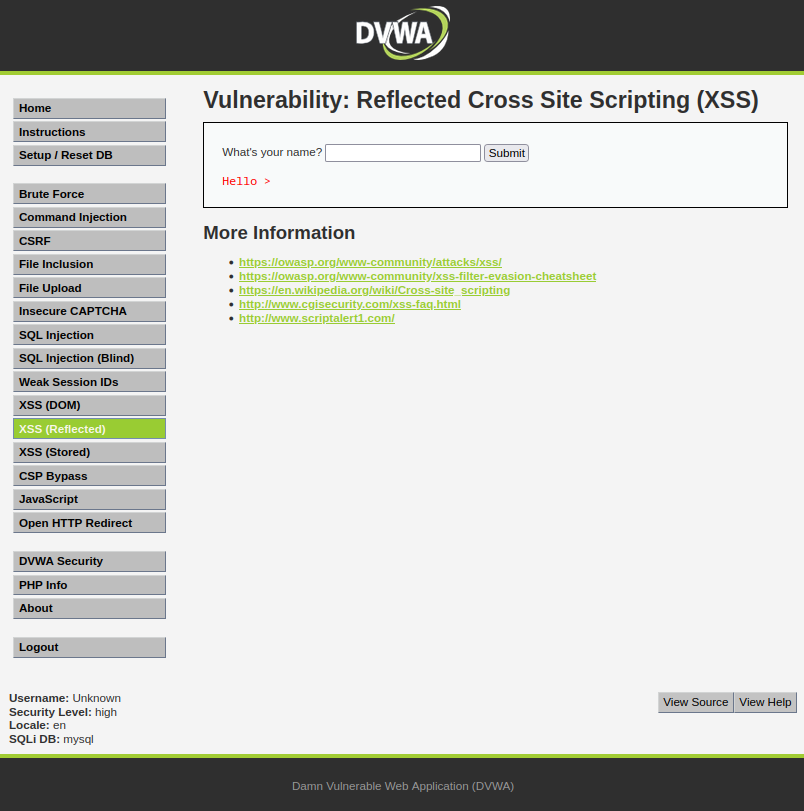 DVWA
Home
Instructions
Setup / Reset DB
Brute Force
Command Injection
CSRF
File Inclusion
File Upload
Insecure CAPTCHA
SQL Injection
SQL Injection (Blind)
Weak Session IDs
XSS (DOM)
XSS (Reflected)
XSS (Stored)
CSP Bypass
JavaScript
Open HTTP Redirect
DVWA Security
PHP Info
About
Logout
Vulnerability: Reflected Cross Site Scripting (XSS)
What's your name? Submit
Hello >
More Information
https://owasp.org/www-community/attacks/xss/
https://owasp.org/www-community/xss-filter-evasion-cheatsheet
https://en.wikipedia.org/wiki/Cross-site_scripting
http://www.cgisecurity.com/xss-faq.html
http://www.scriptalert1.com/
Username: Unknown
Security Level: high
Locale: en
SQLi DB: mysql
View Source View Help
Damn Vulnerable Web Application (DVWA)